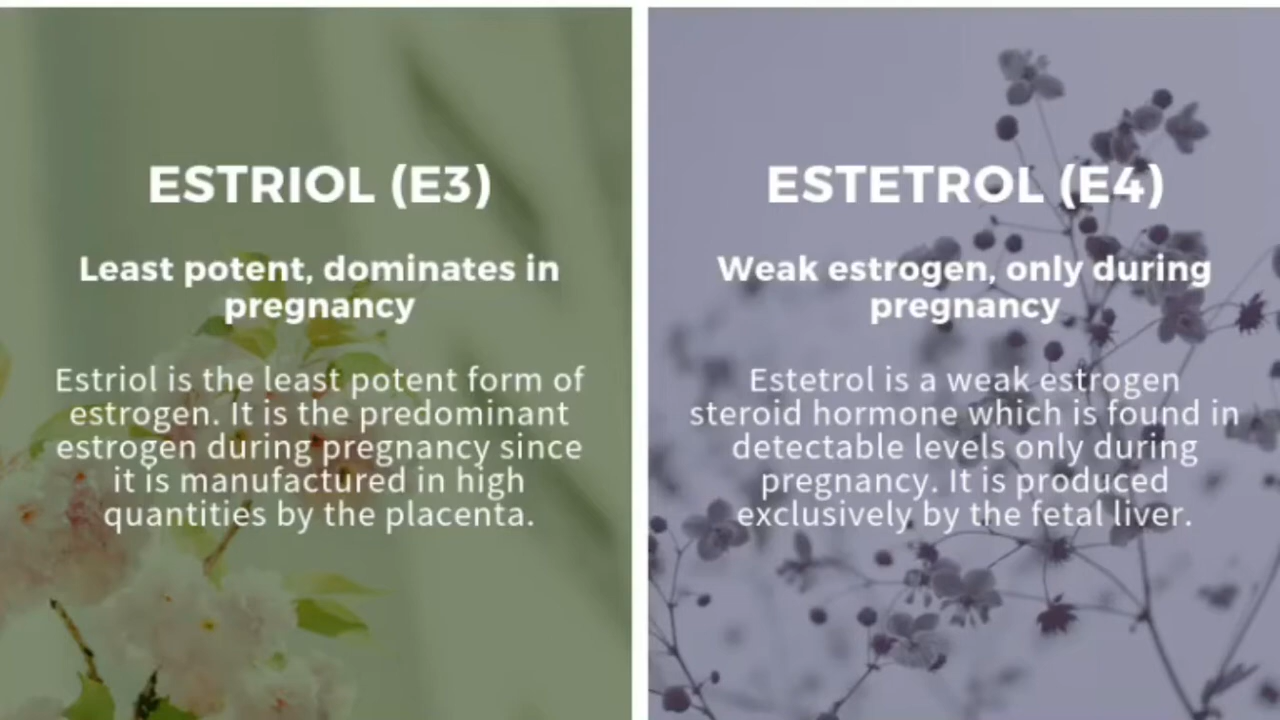 ESTRIOL (E3)
Least potent, dominates in
pregnancy
Estriol is the least potent form of
estrogen. It is the predominant
estrogen during pregnancy since
it is manufactured in high
quantities by the placenta.
ESTETROL (E4)
Weak estrogen, only during
pregnancy
Estetrol is a weak estrogen
steroid hormone which is found in
detectable levels only during
pregnancy. It is produced
exclusively by the fetal liver.